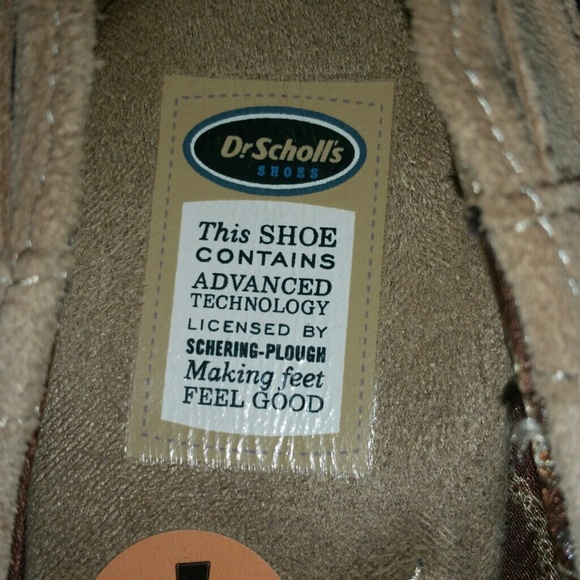 Dr. Scholl's
SHOES
This SHOE
CONTAINS
ADVANCED
TECHNOLOGY
LICENSED BY
SCHERING-PLOUGH
Making feet
FEEL GOOD